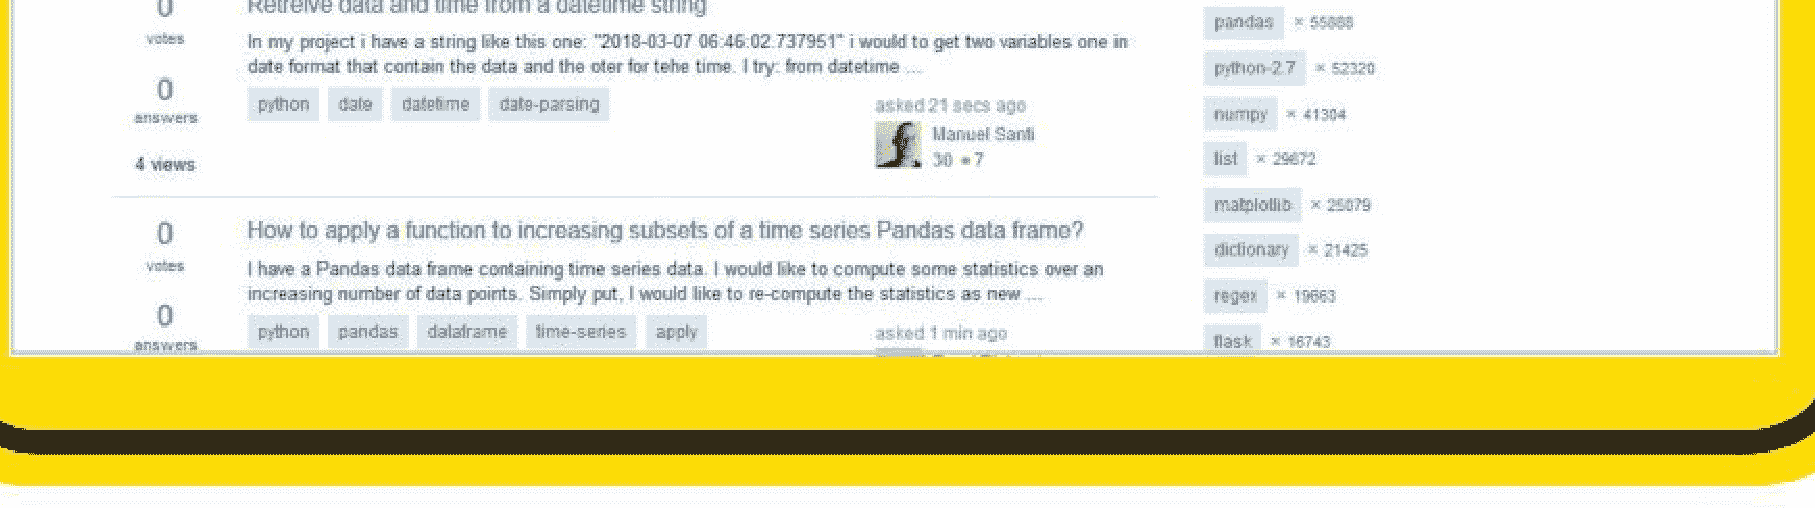 0
votes
0
answers
4 views
Retreive data and time from a datetime string
In my project i have a string like this one: "2018-03-07 06:46:02.737951" i would to get two variables one in
date format that contain the data and the oter for tehe time. I try: from datetime ...
python date datetime date-parsing
asked 21 secs ago
Manuel Santi
30 7
0
votes
0
answers
How to apply a function to increasing subsets of a time series Pandas data frame?
I have a Pandas data frame containing time series data. I would like to compute some statistics over an
increasing number of data points. Simply put, I would like to re-compute the statistics as new ...
python pandas dataframe time-series apply
asked 1 min ago
pandas ×
python-2.7 × 52320
numpy × 41304
list × 29672
matplotlib × 25079
dictionary × 21425
regex × 19663
flask × 16743